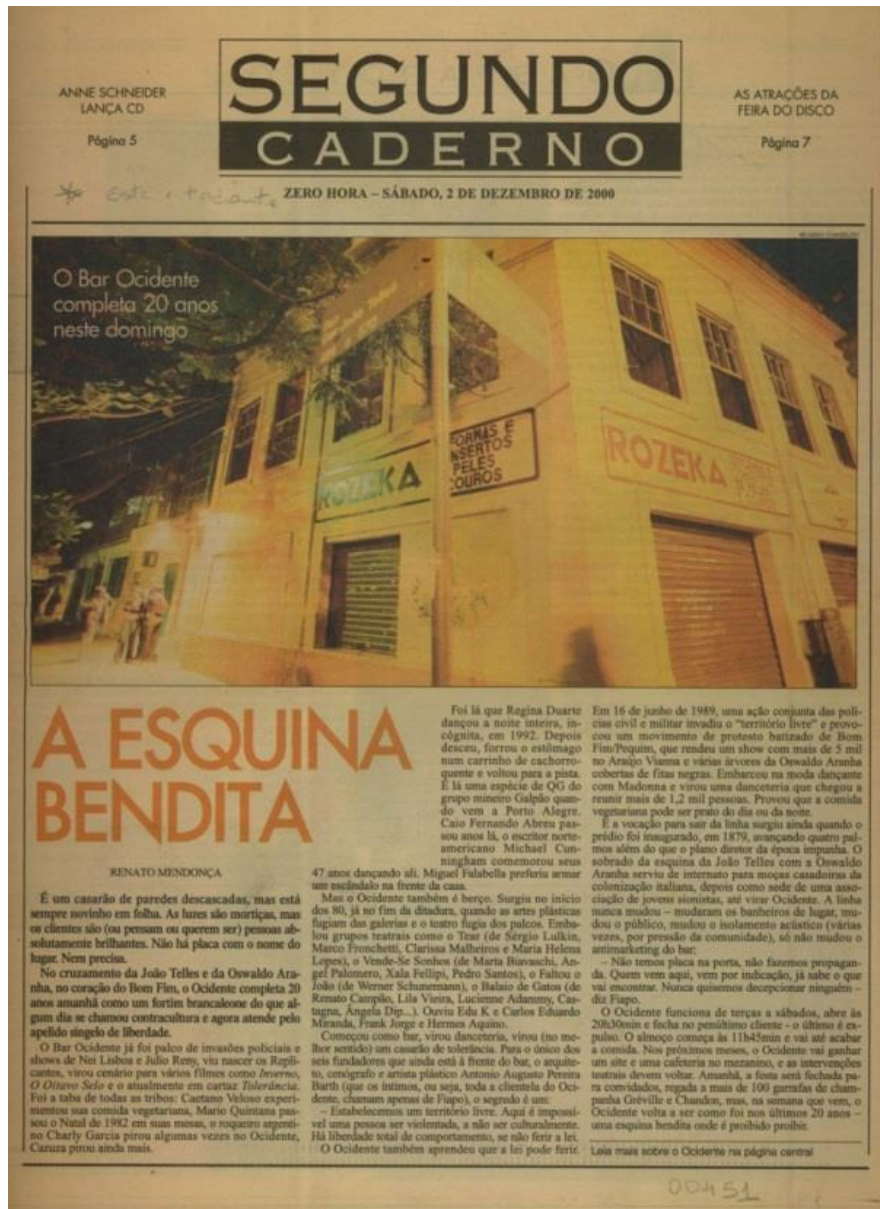 ANNE SCHNEIDER
LANÇA CD
Página 5
SEGUNDO
CADERNO
AS ATRAÇÕES DA
FEIRA DO DISCO
Página 7
ZERO HORA – SÁBADO, 2 DE DEZEMBRO DE 2000
O Bar Ocidente
completa 20 anos
neste domingo
ROZEKA
FORMAS E
INSERTOS
PELES
COUROS
ROZEKA
A ESQUINA
BENDITA
RENATO MENDONÇA
É um casarão de paredes descascadas, mas está
sempre novinho em folha. As luzes são mortiças, mas
os clientes são (ou pensam ou querem ser) pessoas ab-
solutamente brilhantes. Não há placa com o nome do
lugar. Nem precisa.
No cruzamento da João Telles e da Oswaldo Ara-
nha, no coração do Bom Fim, o Ocidente completa 20
anos amanhã como um fortim brancaleone do que al-
gum dia se chamou contracultura e agora atende pelo
apelido singelo de liberdade.
O Bar Ocidente já foi palco de invasões policiais e
shows de Nei Lisboa e Julio Reny, viu nascer os Repli-
cantes, virou cenário para vários filmes como Inverno,
O Oitavo Selo e o atualmente em cartaz Tolerância.
Foi a taba de todas as tribos: Caetano Veloso experi-
mentou sua comida vegetariana, Mario Quintana pas-
sou o Natal de 1982 em suas mesas, o roqueiro argenti-
no Charly Garcia pirou algumas vezes no Ocidente,
Cazuza pirou ainda mais.
Foi lá que Regina Duarte
dançou a noite inteira, in-
cógnita, em 1992. Depois
desceu, forrou o estômago
num carrinho de cachorro-
quente e voltou para a pista.
É lá uma espécie de QG do
grupo mineiro Galpão quan-
do vem a Porto Alegre.
Caio Fernando Abreu pas-
sou anos lá, o escritor norte-
americano Michael Cun-
ningham comemorou seus
47 anos dançando ali. Miguel Falabella preferiu armar
um escândalo na frente da casa.
Mas o Ocidente também é berço. Surgiu no início
dos 80, já no fim da ditadura, quando as artes plásticas
fugiam das galerias e o teatro fugia dos palcos. Emba-
lou grupos teatrais como o Tear (de Sérgio Lulkin,
Marco Fronchetti, Clarissa Malheiros e Maria Helena
Lopes), o Vende-Se Sonhos (de Marta Biavaschi, An-
gel Palomero, Xala Fellipi, Pedro Santos), o Faltou o
João (de Werner Schunemann), o Balaio de Gatos (de
Renato Campão, Lila Vieira, Lucienne Adammy, Cas-
tagna, Ângela Dip...). Ouviu Edu K e Carlos Eduardo
Miranda, Frank Jorge e Hermes Aquino.
Começou como bar, virou danceteria, virou (no me-
lhor sentido) um casarão de tolerância. Para o único dos
seis fundadores que ainda está à frente do bar, o arquite-
to, cenógrafo e artista plástico Antonio Augusto Pereira
Barth (que os íntimos, ou seja, toda a clientela do Oci-
dente, chamam apenas de Fiapo), o segredo é um:
– Estabelecemos um território livre. Aqui é impossí-
vel uma pessoa ser violentada, a não ser culturalmente.
Há liberdade total de comportamento, se não ferir a lei.
O Ocidente também aprendeu que a lei pode ferir.
Em 16 de junho de 1989, uma ação conjunta das polí-
cias civil e militar invadiu o "território livre" e provo-
cou um movimento de protesto batizado de Bom
Fim/Pequim, que rendeu um show com mais de 5 mil
no Araújo Vianna e várias árvores da Oswaldo Aranha
cobertas de fitas negras. Embarcou na moda dançante
com Madonna e virou uma danceteria que chegou a
reunir mais de 1,2 mil pessoas. Provou que a comida
vegetariana pode ser prato do dia ou da noite.
E a vocação para sair da linha surgiu ainda quando o
prédio foi inaugurado, em 1879, avançando quatro pal-
mos além do que o plano diretor da época impunha. O
sobrado da esquina da João Telles com a Oswaldo
Aranha serviu de internato para moças casadoiras da
colonização italiana, depois como sede de uma asso-
ciação de jovens sionistas, até virar Ocidente. A linha
nunca mudou – mudaram os banheiros de lugar, mu-
dou o público, mudou o isolamento acústico (várias
vezes, por pressão da comunidade), só não mudou o
antimarketing do bar:
– Não temos placa na porta, não fazemos propagan-
da. Quem vem aqui, vem por indicação, já sabe o que
vai encontrar. Nunca quisemos decepcionar ninguém –
diz Fiapo.
O Ocidente funciona de terças a sábados, abre às
20h30min e fecha no penúltimo cliente - o último é ex-
pulso. O almoço começa às 11h45min e vai até acabar
a comida. Nos próximos meses, o Ocidente vai ganhar
um site e uma cafeteria no mezanino, e as intervenções
teatrais devem voltar. Amanhã, a festa será fechada pa-
ra convidados, regada a mais de 100 garrafas de cham-
panha Gréville e Chandon, mas, na semana que vem, o
Ocidente volta a ser como foi nos últimos 20 anos –
uma esquina bendita onde é proibido proibir.
Leia mais sobre o Ocidente na página central
00451